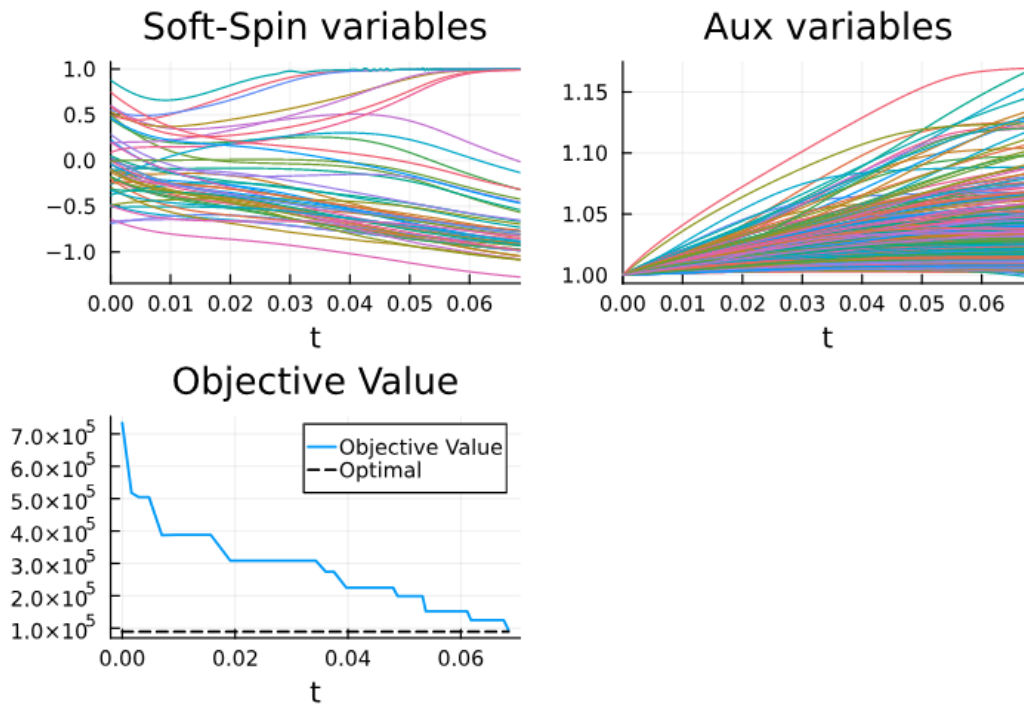 Soft-Spin variables
1.0
0.5
0.0
−0.5
−1.0
0.00 0.01 0.02 0.03 0.04 0.05 0.06
t
Aux variables
1.15
1.10
1.05
1.00
0.00 0.01 0.02 0.03 0.04 0.05 0.06
t
Objective Value
7.0×10⁵
6.0×10⁵
5.0×10⁵
4.0×10⁵
3.0×10⁵
2.0×10⁵
1.0×10⁵
Objective Value
Optimal
0.00 0.02 0.04 0.06
t